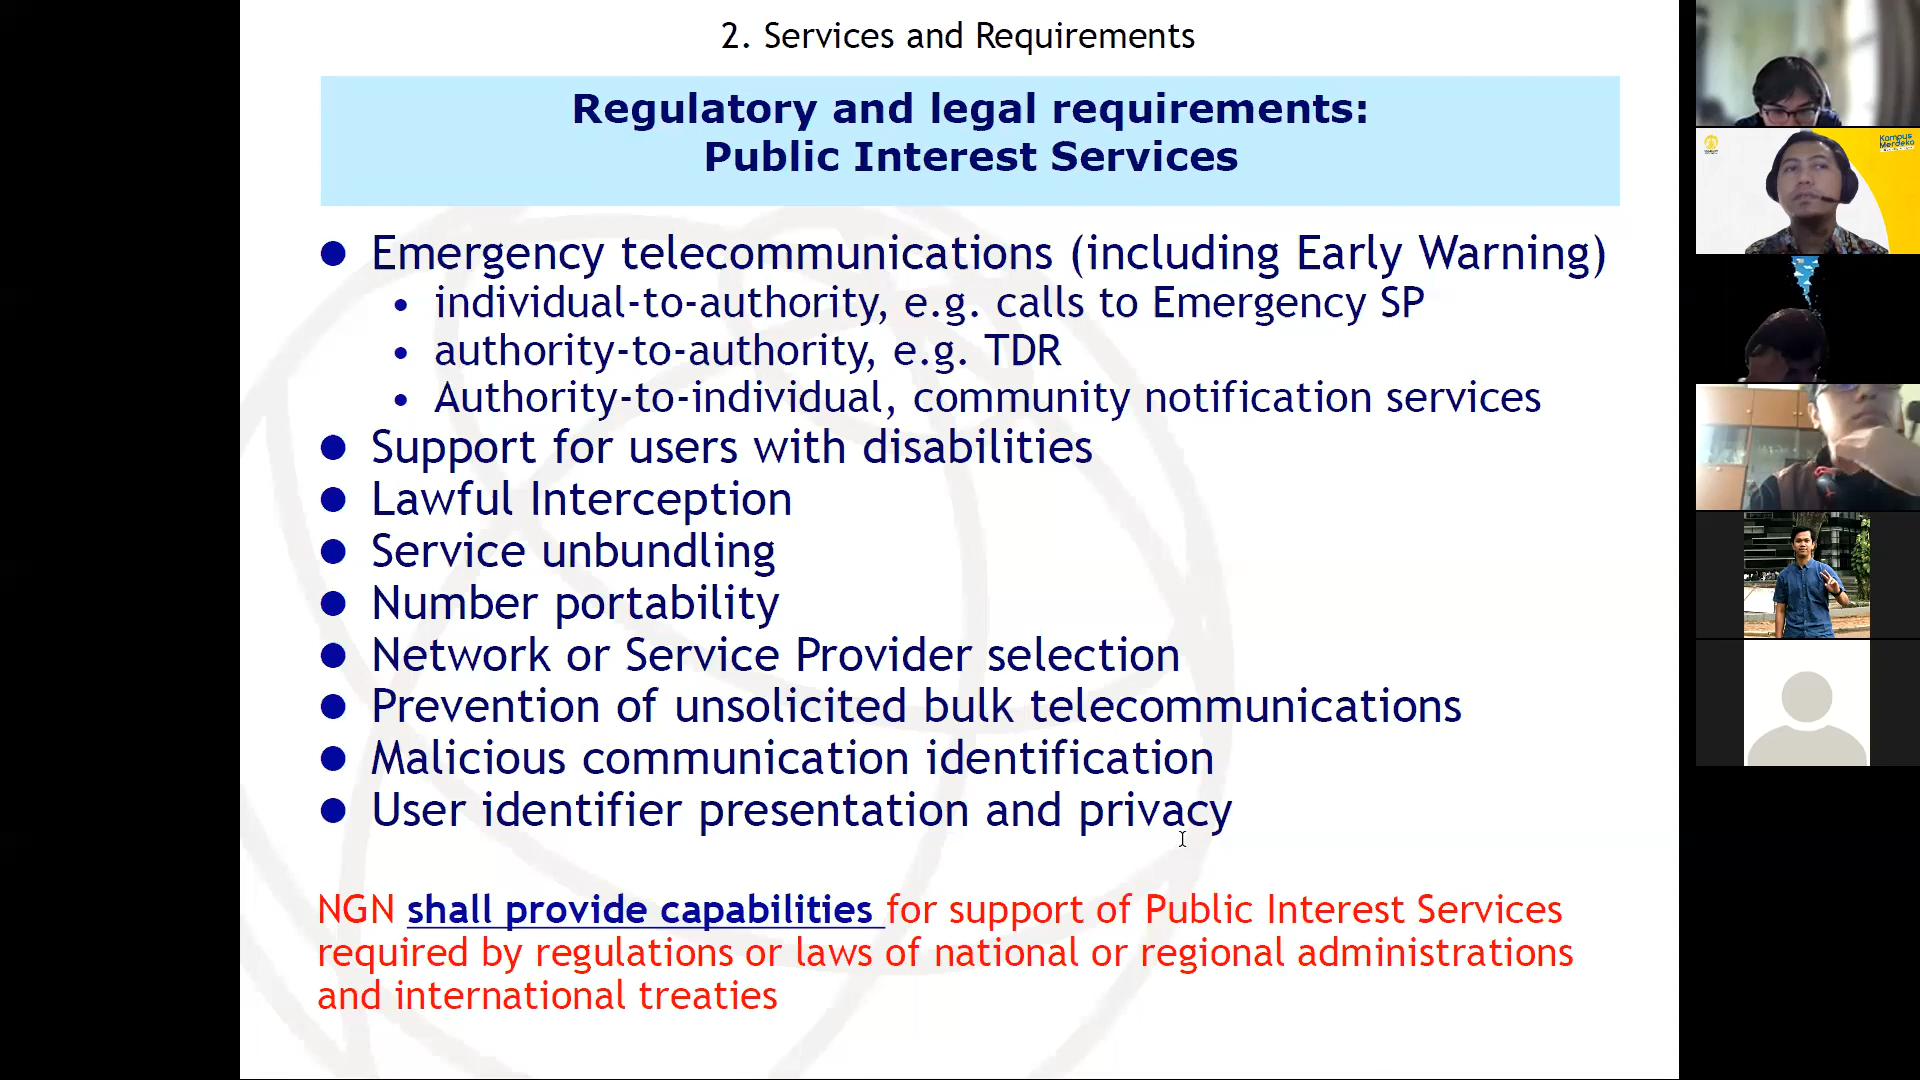 2. Services and Requirements
Regulatory and legal requirements:
Public Interest Services
● Emergency telecommunications (including Early Warning)
• individual-to-authority, e.g. calls to Emergency SP
• authority-to-authority, e.g. TDR
• Authority-to-individual, community notification services
● Support for users with disabilities
● Lawful Interception
● Service unbundling
● Number portability
● Network or Service Provider selection
● Prevention of unsolicited bulk telecommunications
● Malicious communication identification
● User identifier presentation and privacy
NGN shall provide capabilities for support of Public Interest Services
required by regulations or laws of national or regional administrations
and international treaties
Kampus
Merdeka